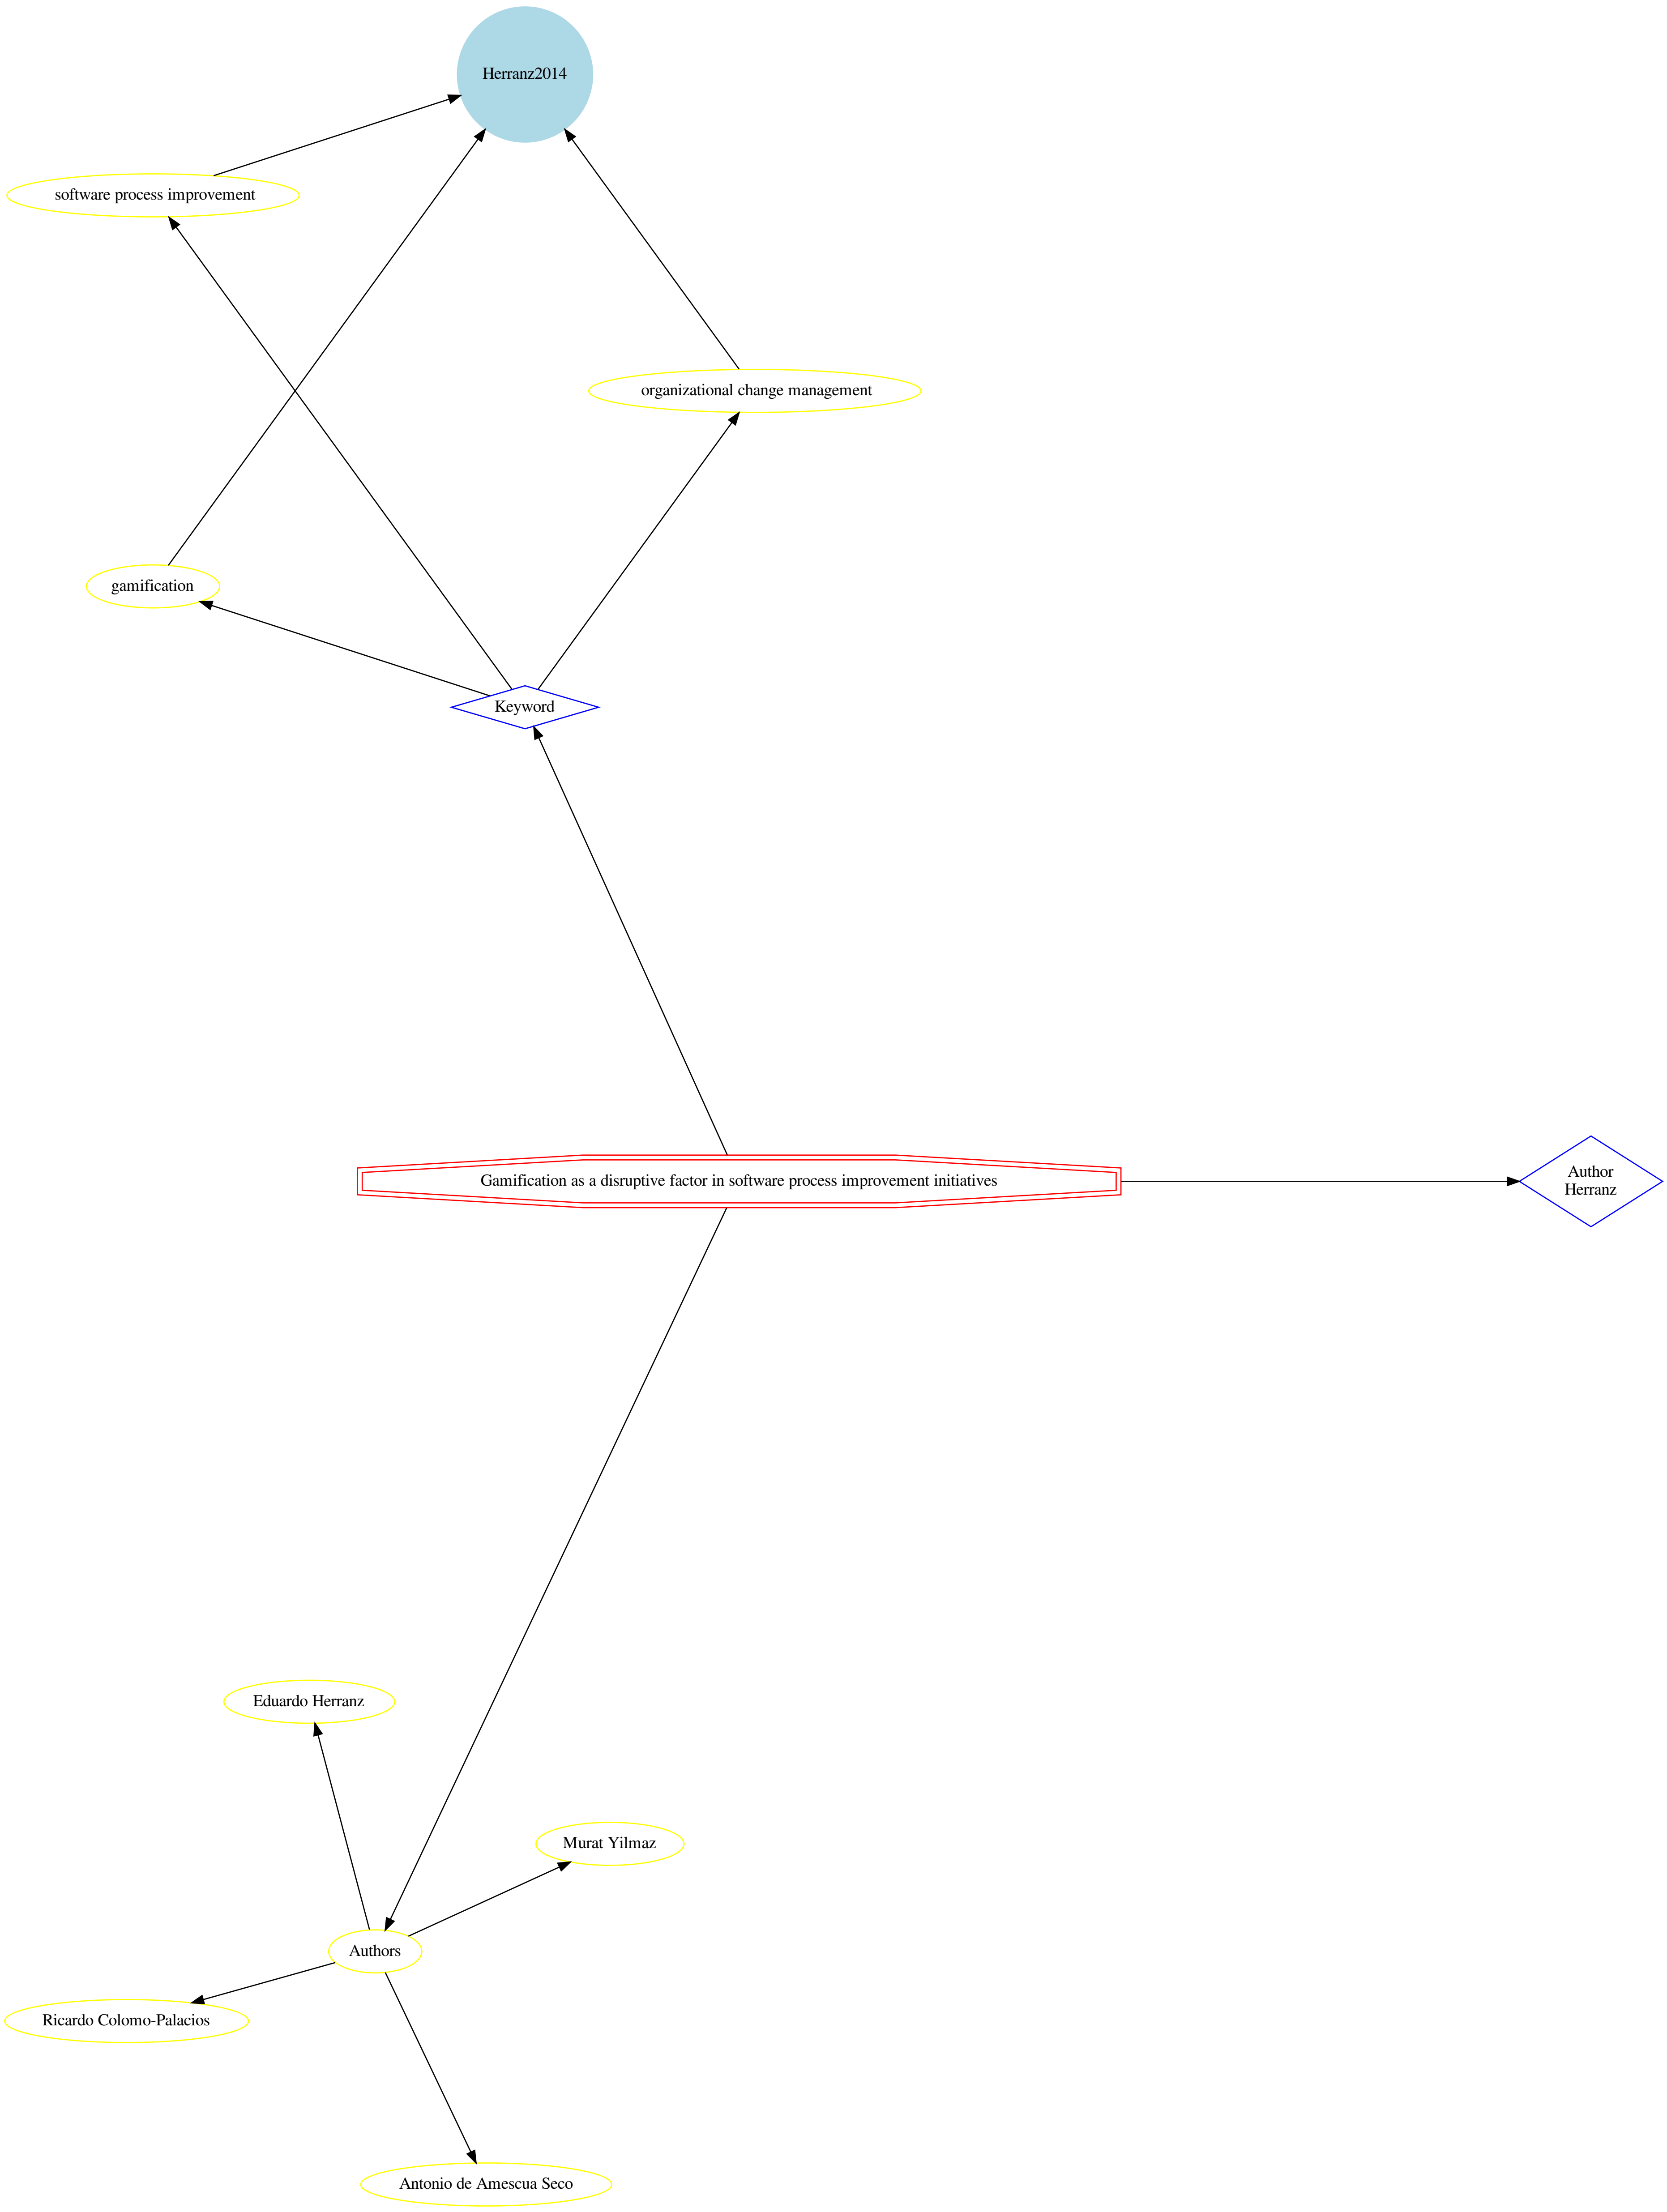 Herranz2014
software process improvement
organizational change management
gamification
Keyword
Gamification as a disruptive factor in software process improvement initiatives
Author
Herranz
Eduardo Herranz
Murat Yilmaz
Authors
Ricardo Colomo-Palacios
Antonio de Amescua Seco